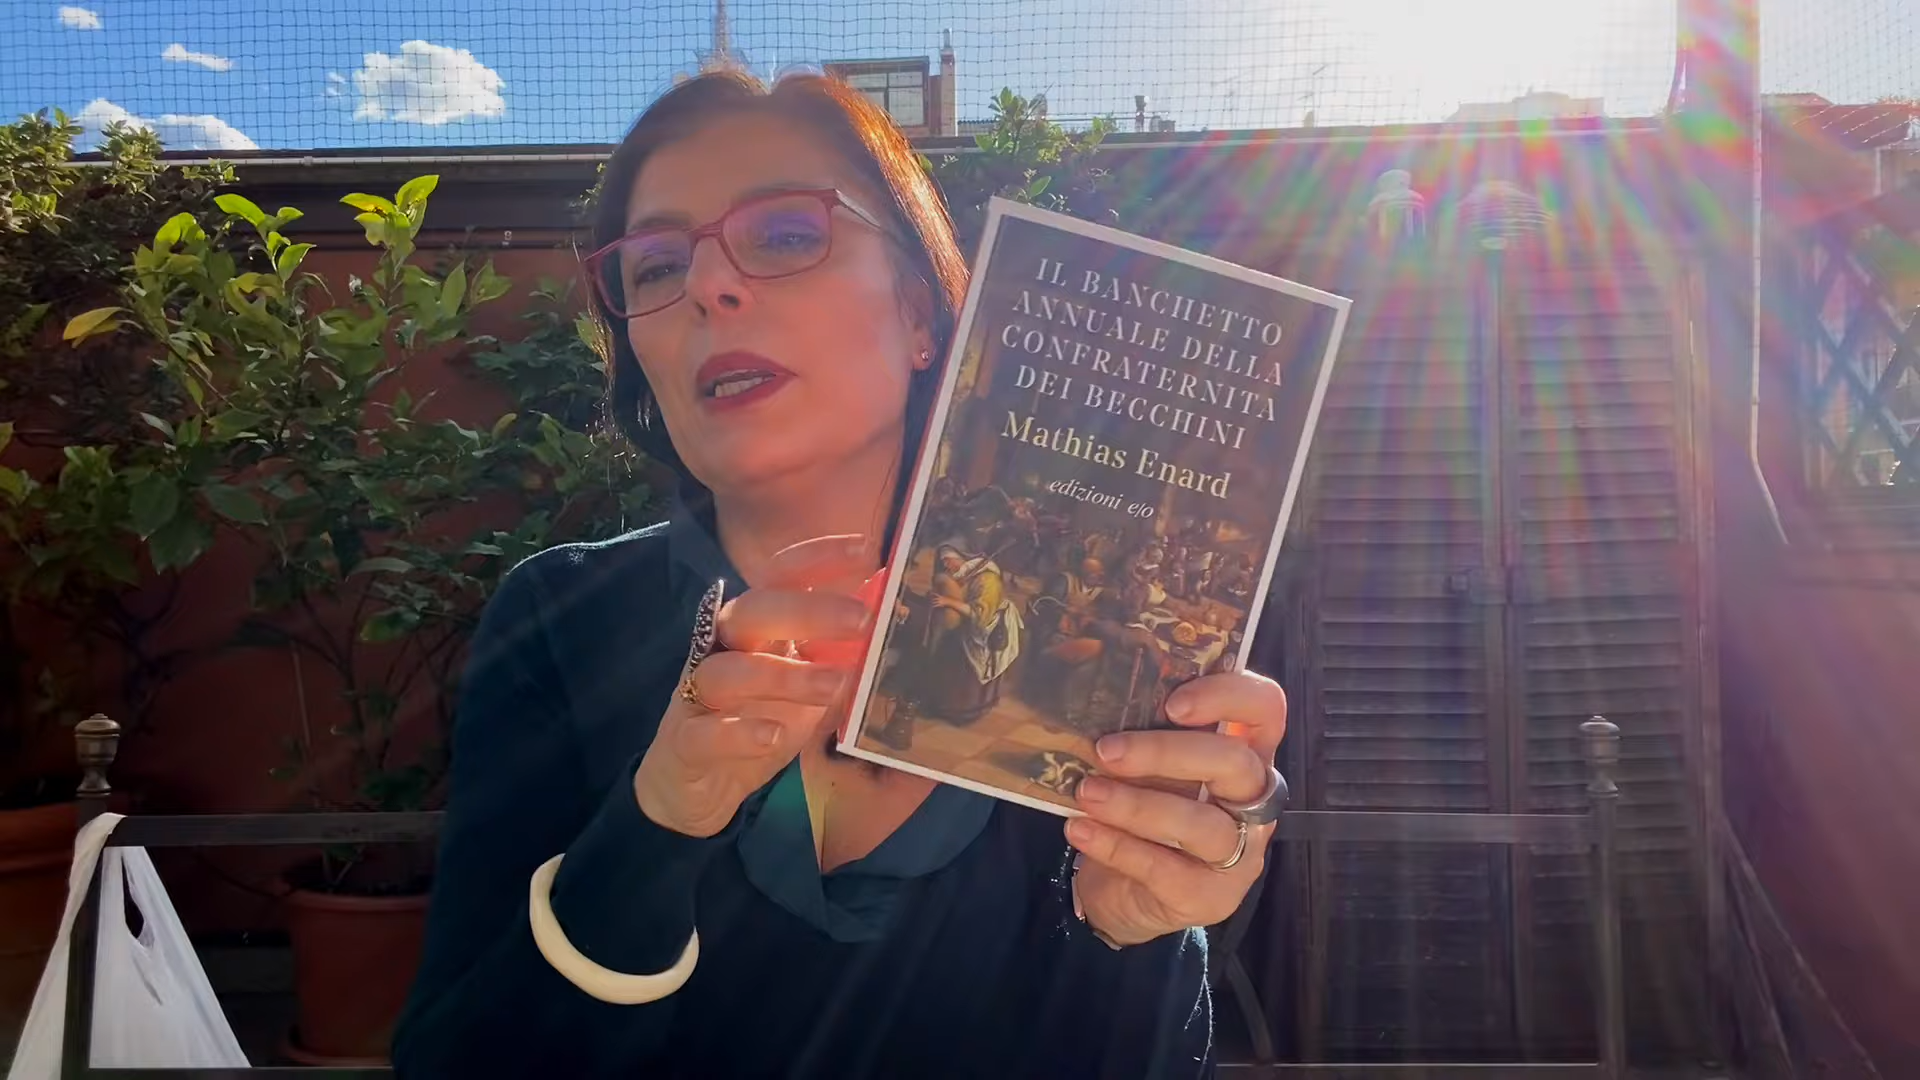 IL BANCHETTO
ANNUALE DELLA
CONFRATERNITA
DEI BECCHINI
Mathias Enard
edizioni e/o